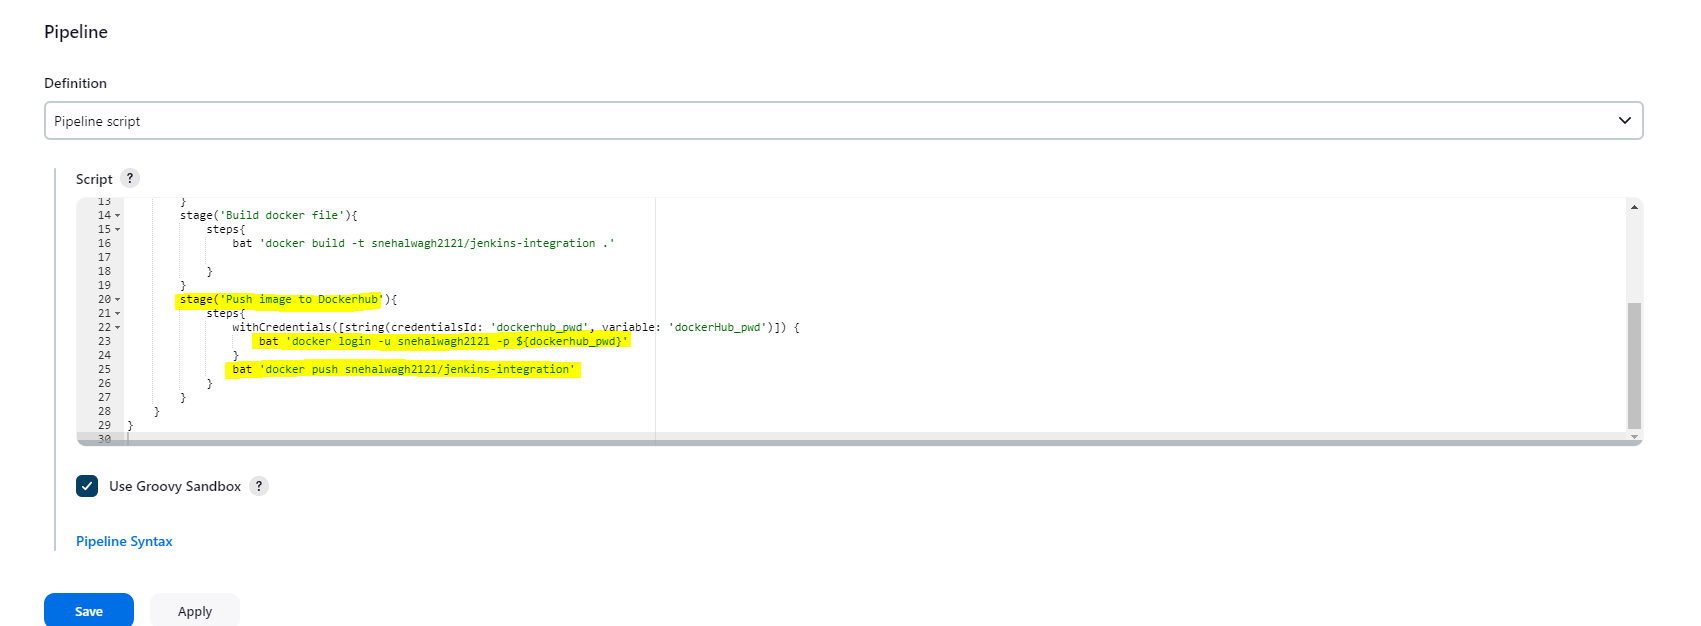 Pipeline
Definition
Pipeline script
Script ?
13 }
14 stage('Build docker file'){
15 steps{
16 bat 'docker build -t snehalwagh2121/jenkins-integration .'
17
18 }
19 }
20 stage('Push image to Dockerhub'){
21 steps{
22 withCredentials([string(credentialsId: 'dockerhub_pwd', variable: 'dockerHub_pwd')]) {
23 bat 'docker login -u snehalwagh2121 -p ${dockerhub_pwd}'
24 }
25 bat 'docker push snehalwagh2121/jenkins-integration'
26 }
27 }
28 }
29 }
30
Use Groovy Sandbox ?
Pipeline Syntax
Save Apply